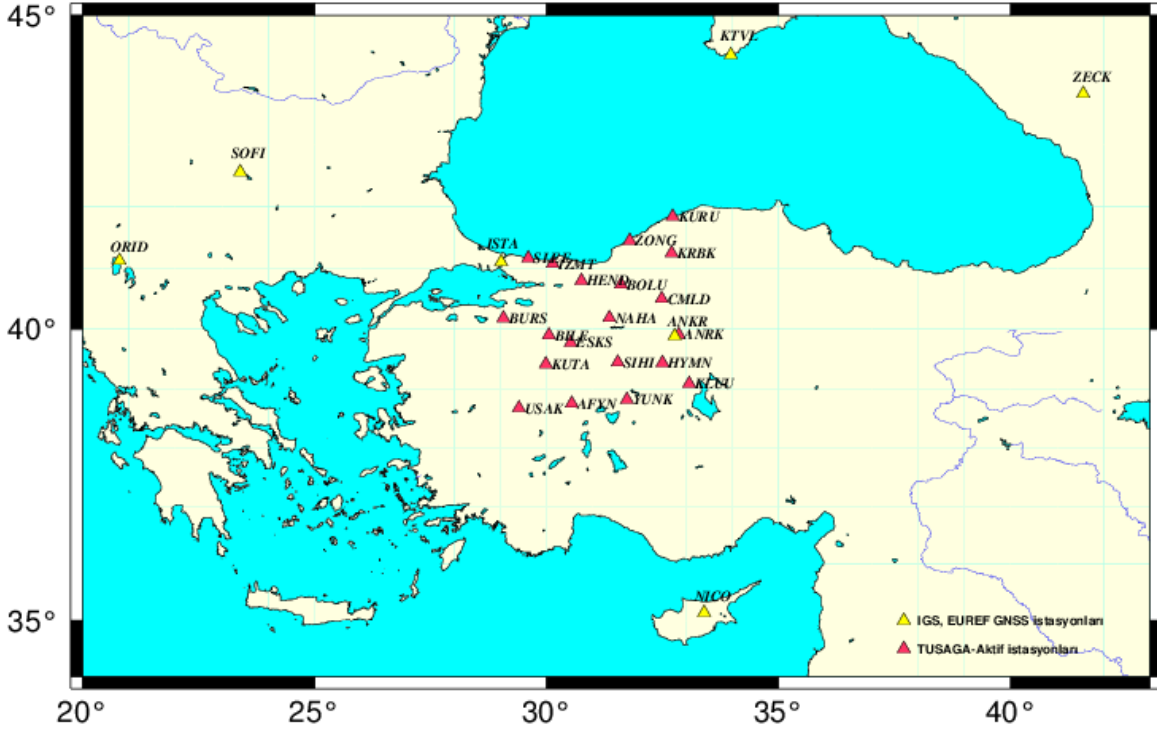 45°
KTVL
ZECK
SOFI
KURU
ORID
ISTA
ZONG
KRBK
SILE
IZMT
HEND
BOLU
CMLD
BURS
NAHA
ANKR
40°
BILE
ANRK
ESKS
KUTA
SIHI
HYMN
KLUU
USAK
AFYN
YUNK
NICO
35°
IGS, EUREF GNSS istasyonları
TUSAGA-Aktif istasyonları
20°
25°
30°
35°
40°